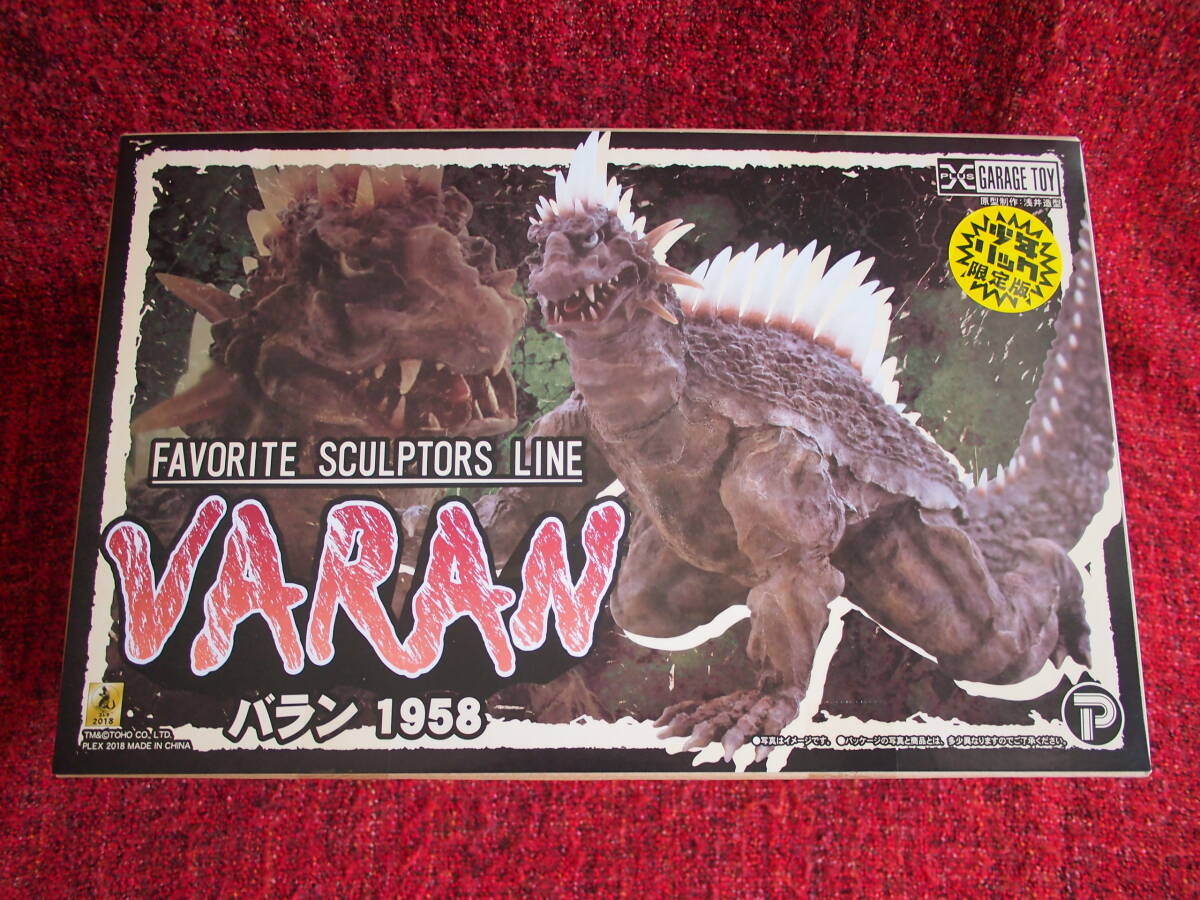 X PLUS GARAGE TOY
原型制作：浅井造型
少年
リック
限定版
FAVORITE SCULPTORS LINE
VARAN
バラン 1958
2018
TM&©TOHO CO., LTD.
PLEX 2018 MADE IN CHINA
●写真はイメージです。 ●パッケージの写真と商品とは、多少異なりますのでご了承ください。
P